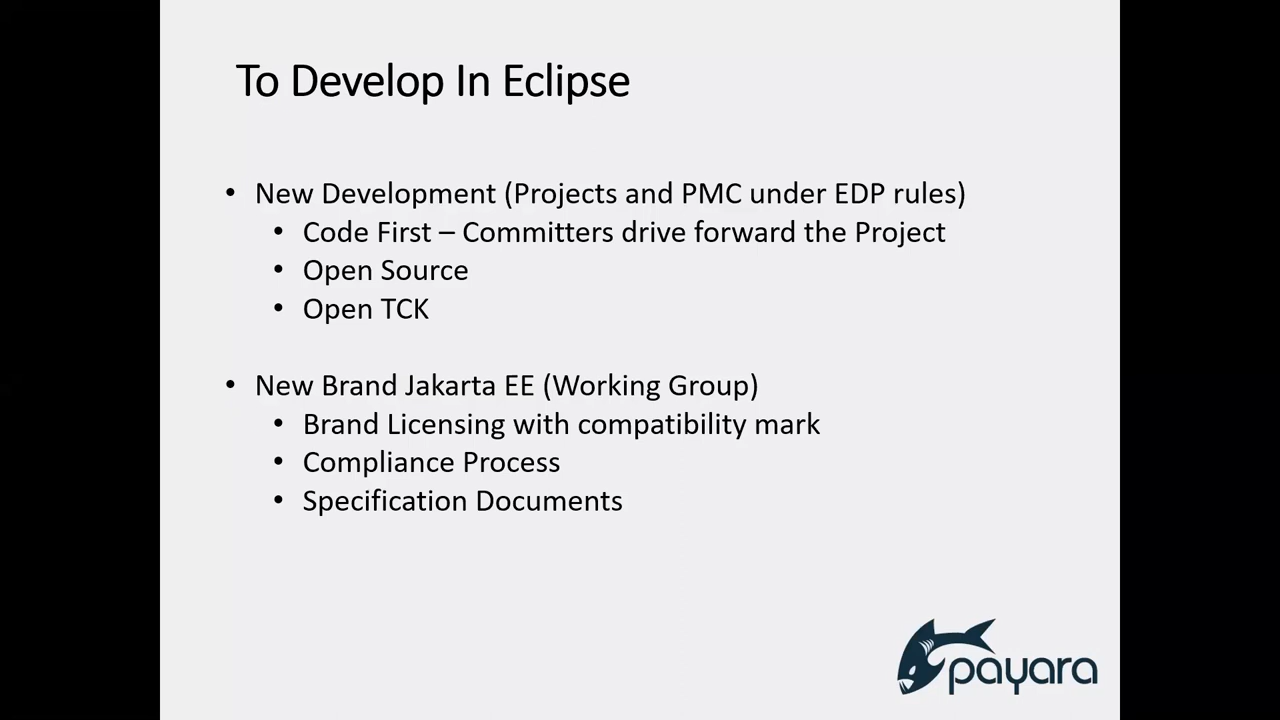 To Develop In Eclipse
• New Development (Projects and PMC under EDP rules)
• Code First – Committers drive forward the Project
• Open Source
• Open TCK
• New Brand Jakarta EE (Working Group)
• Brand Licensing with compatibility mark
• Compliance Process
• Specification Documents
payara